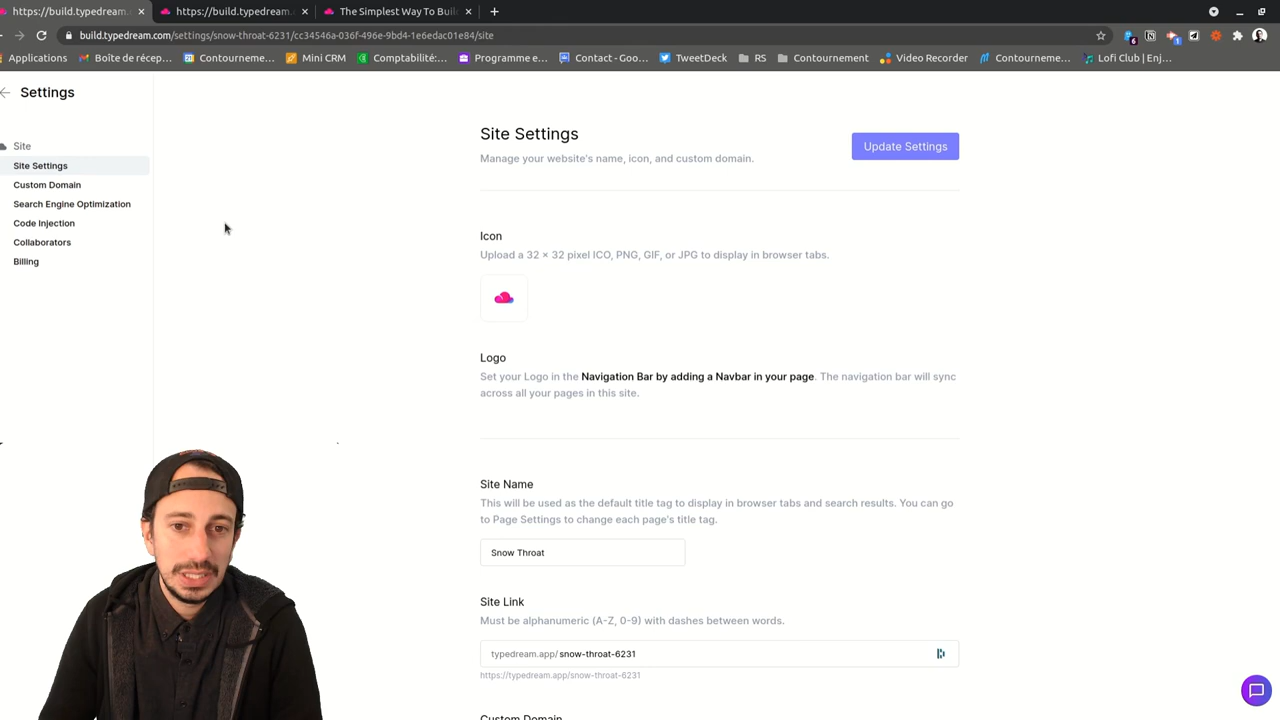 https://build.typedream.c
https://build.typedream.c
The Simplest Way To Buil
build.typedream.com/settings/snow-throat-6231/cc34546a-036f-496e-9bd4-1e6edac01e84/site
Applications
Boîte de récep...
Contourneme...
Mini CRM
Comptabilité:...
Programme e...
Contact - Goo...
TweetDeck
RS
Contournement
Video Recorder
Contourneme...
Lofi Club | Enj...
6
1
Settings
Site
Site Settings
Custom Domain
Search Engine Optimization
Code Injection
Collaborators
Billing
Site Settings
Manage your website's name, icon, and custom domain.
Update Settings
Icon
Upload a 32 × 32 pixel ICO, PNG, GIF, or JPG to display in browser tabs.
Logo
Set your Logo in the Navigation Bar by adding a Navbar in your page. The navigation bar will sync
across all your pages in this site.
Site Name
This will be used as the default title tag to display in browser tabs and search results. You can go
to Page Settings to change each page's title tag.
Snow Throat
Site Link
Must be alphanumeric (A-Z, 0-9) with dashes between words.
typedream.app/snow-throat-6231
https://typedream.app/snow-throat-6231
Custom Domain